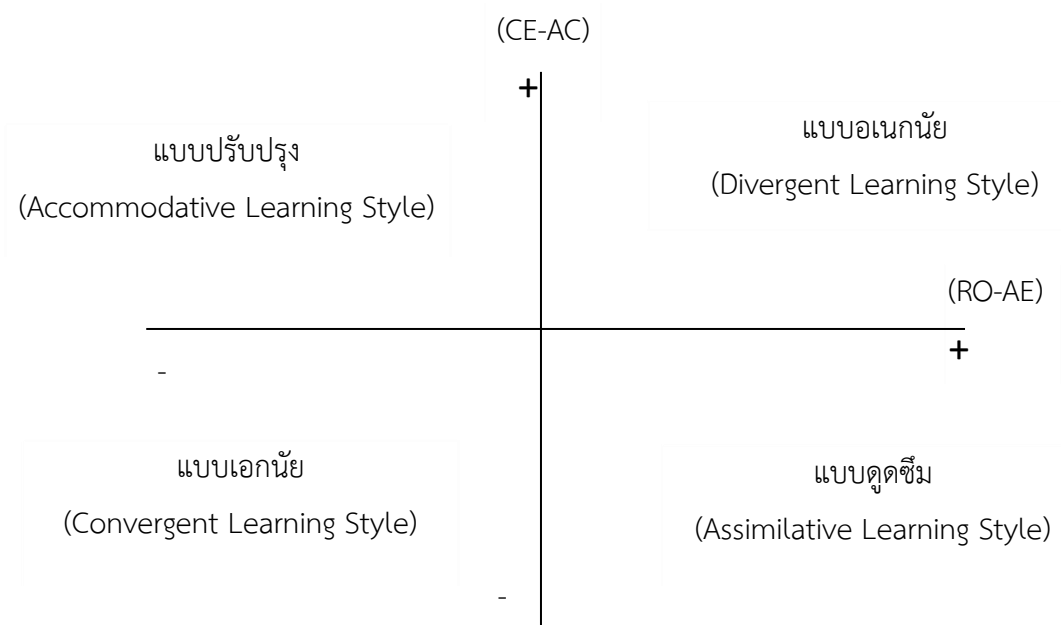 (CE-AC)
+
แบบปรับปรุง
(Accommodative Learning Style)
แบบอเนกนัย
(Divergent Learning Style)
(RO-AE)
+
-
แบบเอกนัย
(Convergent Learning Style)
แบบดูดซึม
(Assimilative Learning Style)
-